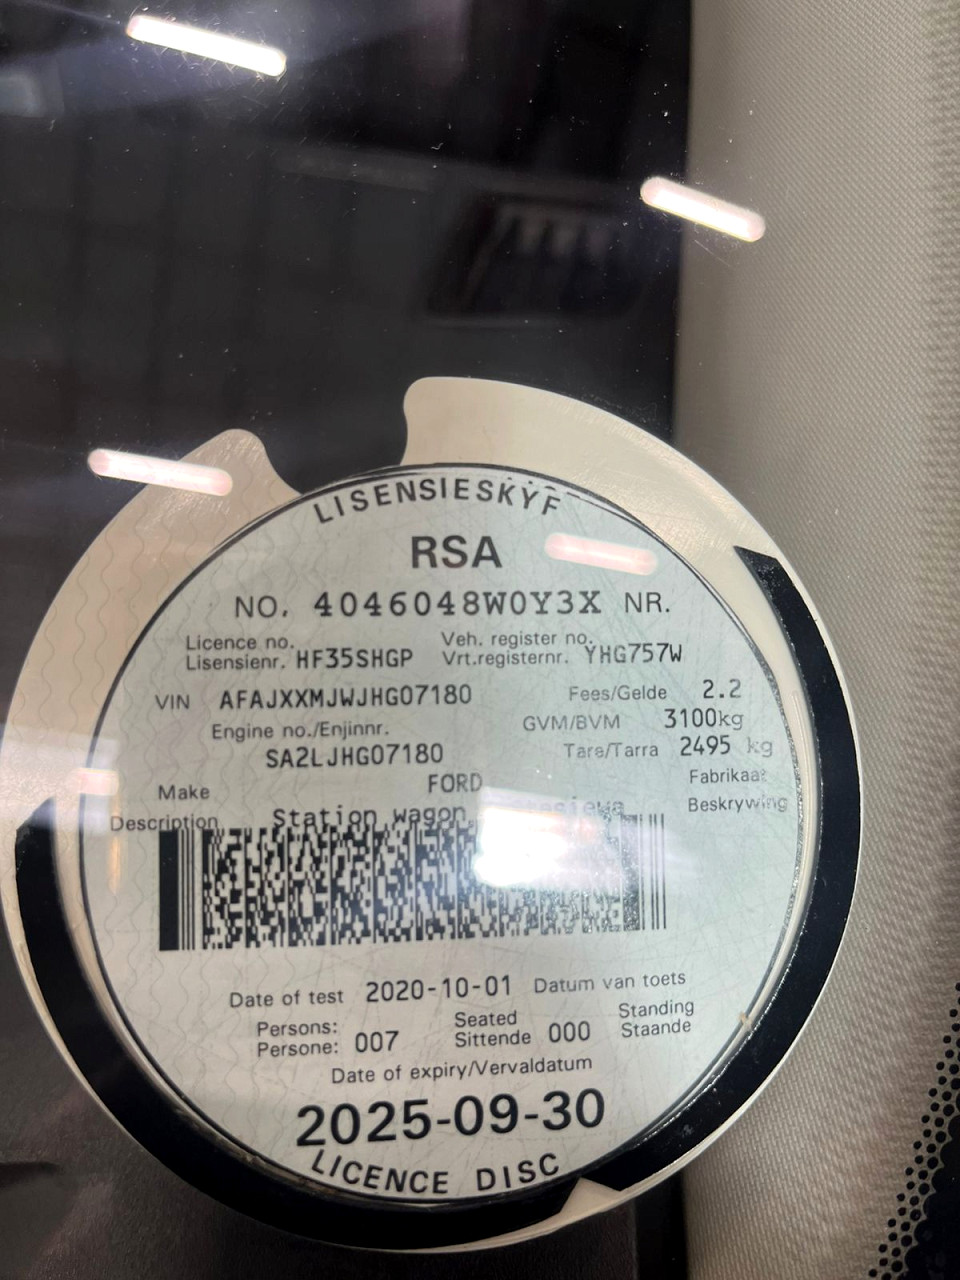 LISENSIESKYF
RSA
NO. 4046048W0Y3X NR.
Licence no. Veh. register no.
Lisensienr. HF35SHGP Vrt.registernr. YHG757W
VIN AFAJXXMJWJHG07180 Fees/Gelde 2.2
Engine no./Enjinnr. GVM/BVM 3100kg
SA2LJHG07180 Tare/Tarra 2495 kg
Make FORD Fabrikaat
Description Station wagon Beskrywing
Date of test 2020-10-01 Datum van toets
Persons: Seated Standing
Persone: 007 Sittende 000 Staande
Date of expiry/Vervaldatum
2025-09-30
LICENCE DISC